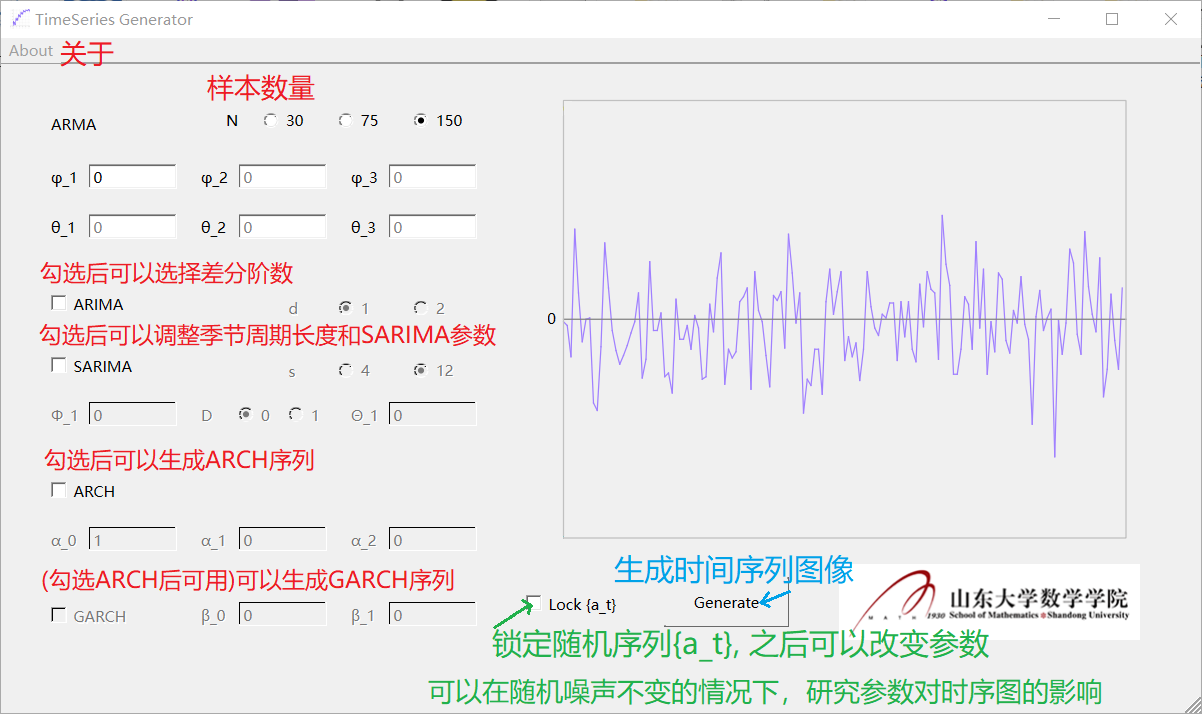 TimeSeries Generator
About 关于
样本数量
ARMA N 30 75 150
φ_1 0 φ_2 0 φ_3 0
θ_1 0 θ_2 0 θ_3 0
勾选后可以选择差分阶数
ARIMA d 1 2
勾选后可以调整季节周期长度和SARIMA参数
SARIMA s 4 12
Φ_1 0 D 0 1 Θ_1 0
勾选后可以生成ARCH序列
ARCH
α_0 1 α_1 0 α_2 0
(勾选ARCH后可用)可以生成GARCH序列
GARCH β_0 0 β_1 0
0
生成时间序列图像
Lock {a_t} Generate
锁定随机序列{a_t}, 之后可以改变参数
可以在随机噪声不变的情况下，研究参数对时序图的影响
山东大学数学学院
MATH 1930 School of Mathematics Shandong University